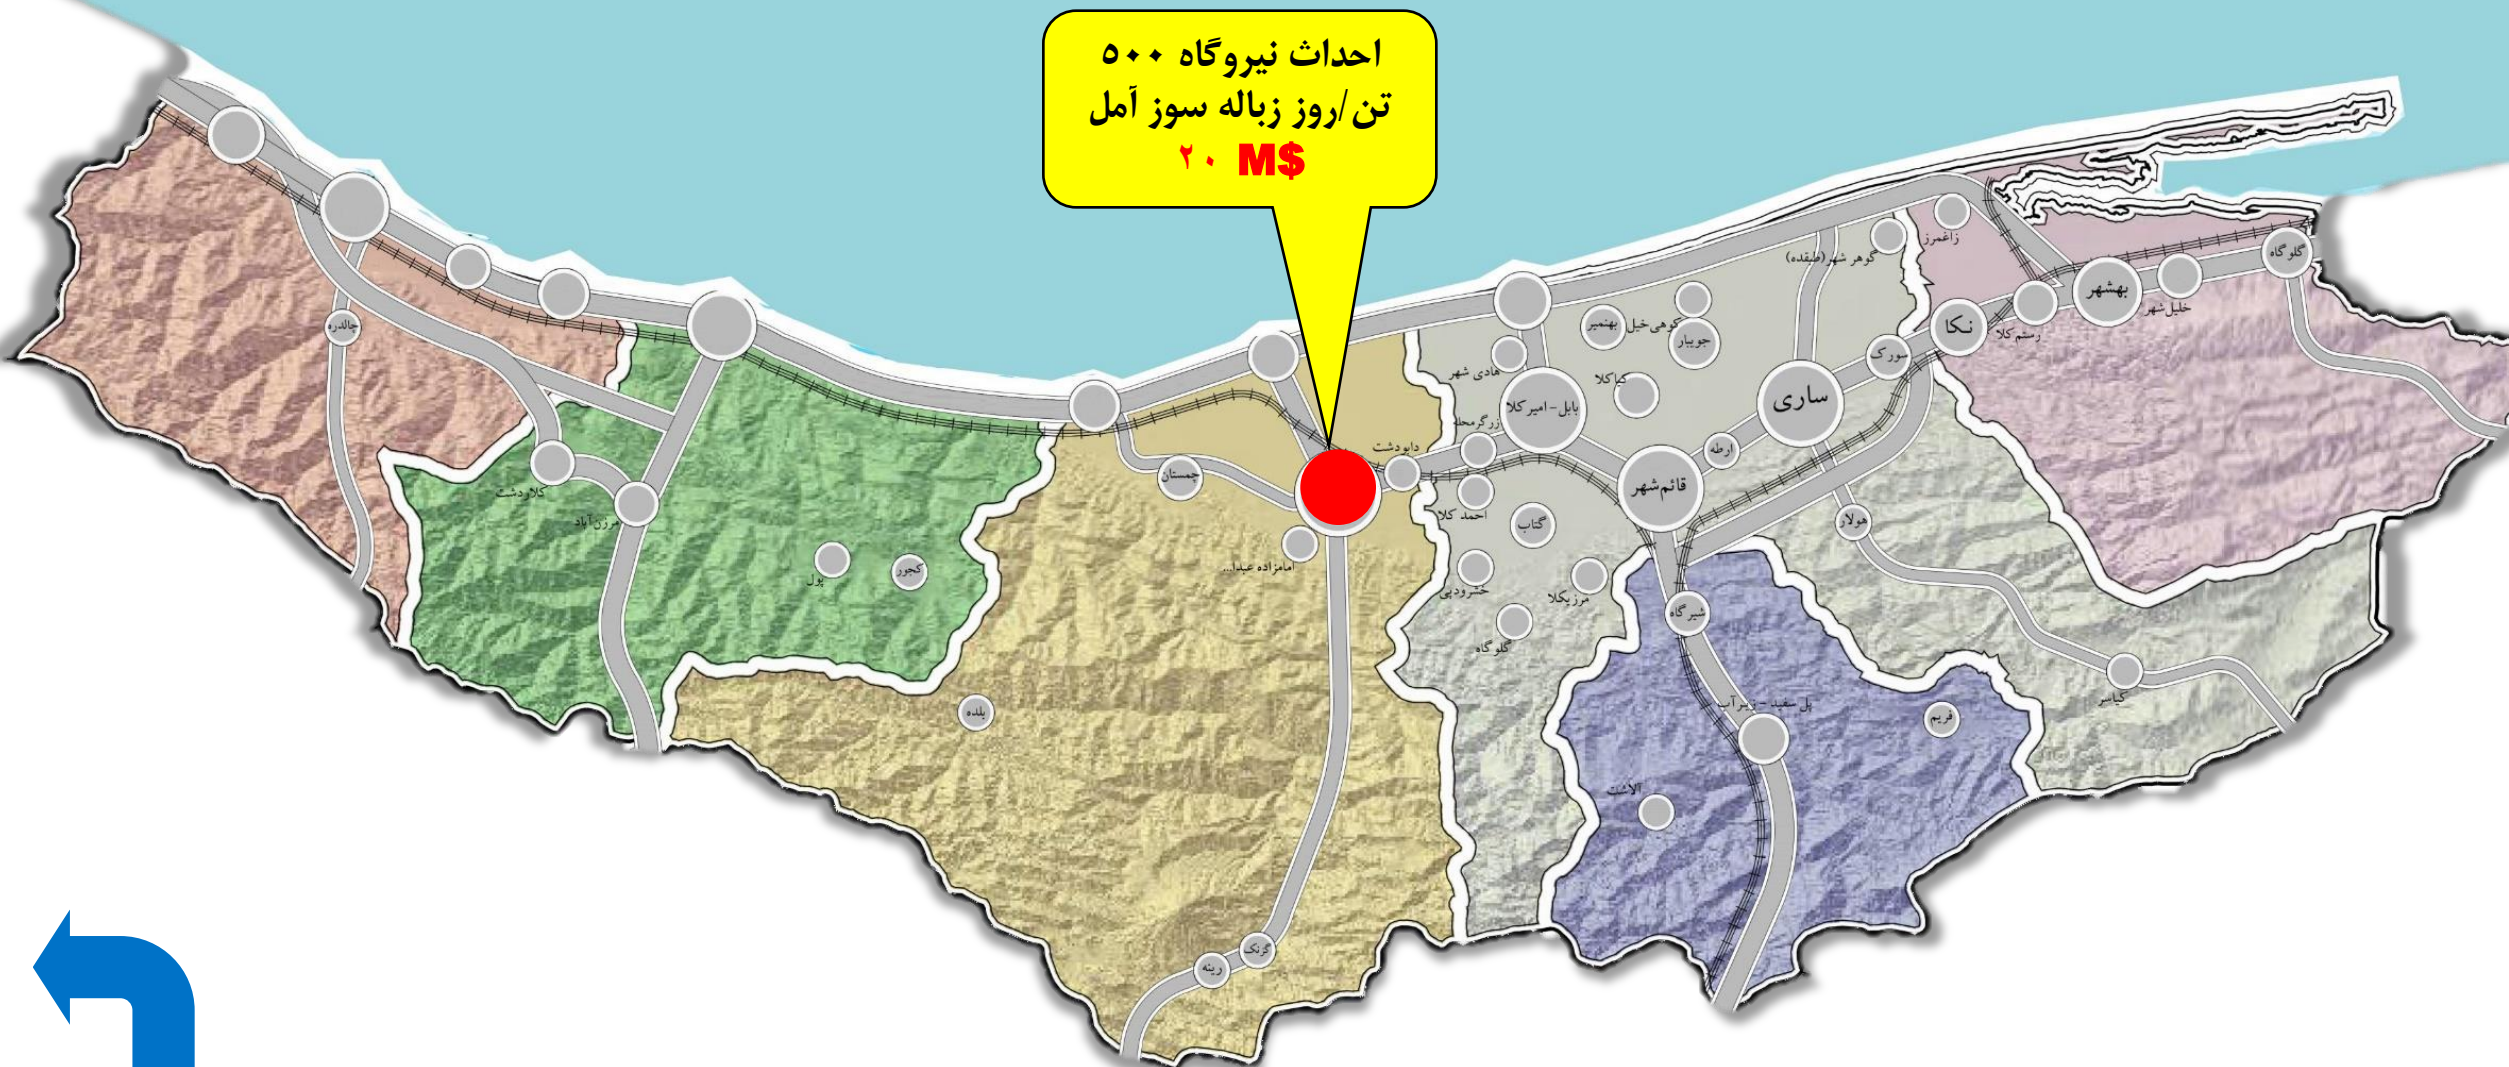 احداث نیروگاه ۵۰۰
تن/روز زباله سوز آمل
۲۰ M$
زاغمرز
گوهر شهر(طبقده)
گلوگاه
بهشهر
خلیل شهر
رستم کلا
نکا
سورک
کوهی خیل
بهنمیر
جویبار
چالدره
هادی شهر
کیاکلا
ساری
بابل - امیرکلا
زرگرمحله
دابودشت
ارطه
چمستان
قائم شهر
کلاردشت
مرزن آباد
احمد کلا
گتاب
هولار
امامزاده عبدا...
پول
کجور
خشرودپی
مرزیکلا
شیرگاه
گلوگاه
کیاسر
پل سفید - زیرآب
فریم
بلده
آلاشت
گزنک
رینه